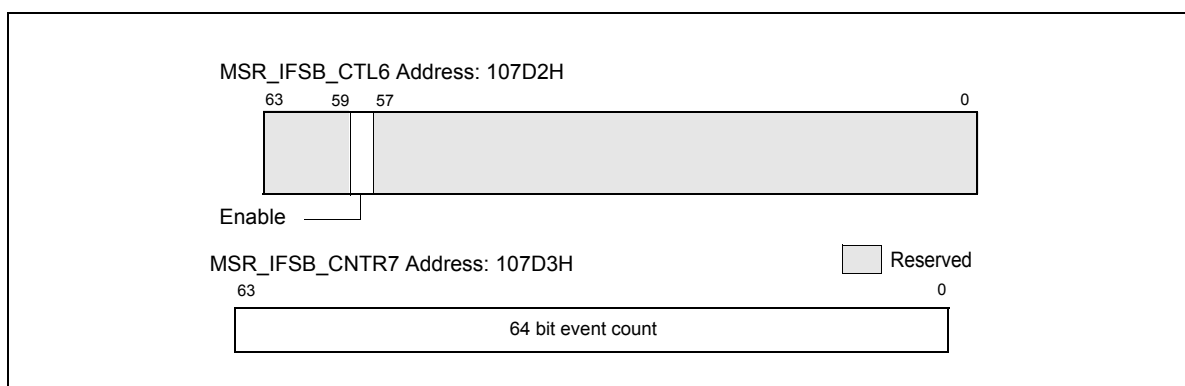 MSR_IFSB_CTL6 Address: 107D2H
63 59 57 0
Enable
MSR_IFSB_CNTR7 Address: 107D3H
Reserved
63 0
64 bit event count